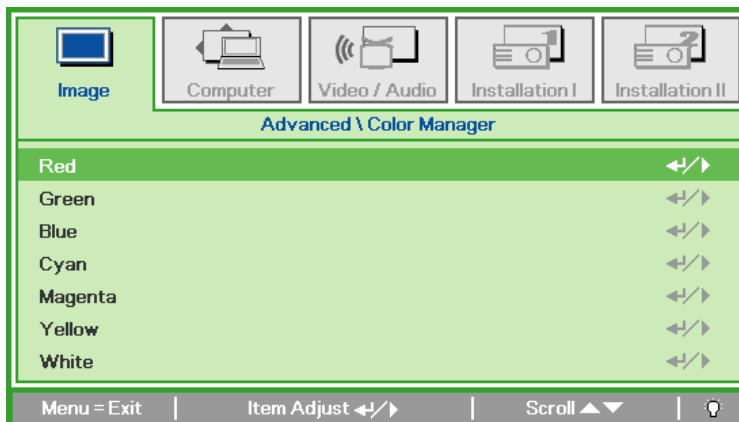 Image
Computer
Video / Audio
Installation I
Installation II
Advanced \ Color Manager
Red
Green
Blue
Cyan
Magenta
Yellow
White
Menu = Exit
Item Adjust
Scroll